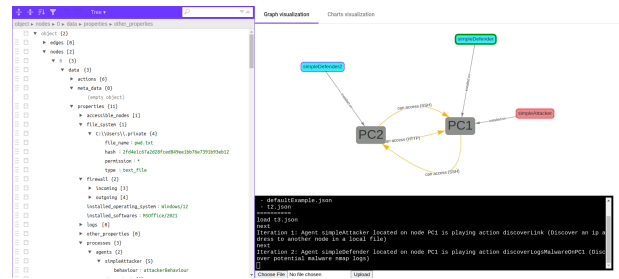 Tree ▾
object ▸ nodes ▸ 0 ▸ data ▸ properties ▸ other_properties
object {2}
edges [0]
nodes [2]
0 {3}
data {3}
actions {6}
meta_data {0}
(empty object)
properties {11}
accessible_nodes [1]
file_system {1}
C:\Users\\.private {4}
file_name : pwd.txt
permission : *
type : text_file
firewall {2}
incoming [3]
outgoing [4]
installed_operating_system : Windows/12
installed_softwares : MSOffice/2021
logs [0]
other_properties [0]
processes {3}
agents {2}
simpleAttacker {1}
behaviour : attackerBehaviour
Graph visualization
Charts visualization
simpleDefender
simpleDefender2
simpleAttacker
can access (SSH)
PC2
PC1
can access (HTTP)
can access (SSH)
- defaultExample.json
- t2.json
==========
load t3.json
next
Iteration 1: Agent simpleAttacker located on node PC1 is playing action discoverLink (Discover an ip a
dress to another node in a local file)
next
Iteration 2: Agent simpleDefender located on node PC1 is playing action discoverLogsMalwareOnPC1 (Disc
over potential malware nmap logs)
Choose File No file chosen
Upload